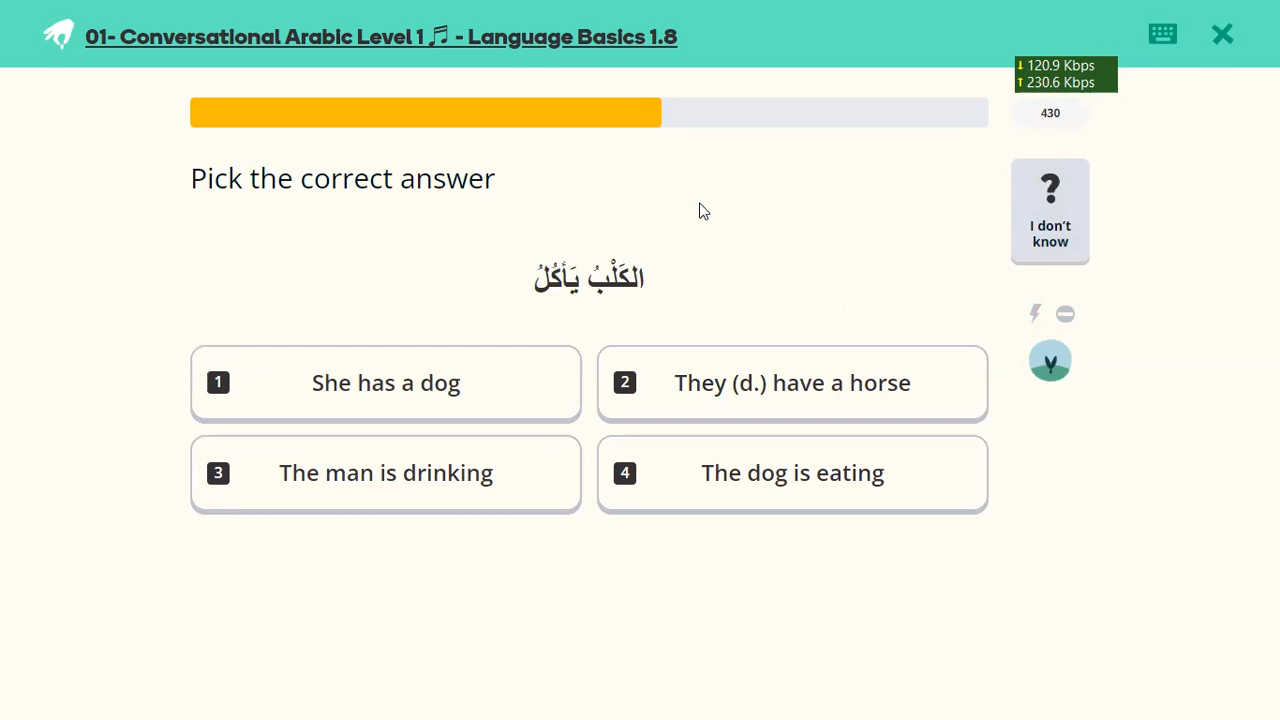 01- Conversational Arabic Level 1🎵 - Language Basics 1.8
↓ 120.9 Kbps
↑ 230.6 Kbps
430
Pick the correct answer
?
I don't
know
الكَلْبُ يَأكُلُ
1 She has a dog
2 They (d.) have a horse
3 The man is drinking
4 The dog is eating